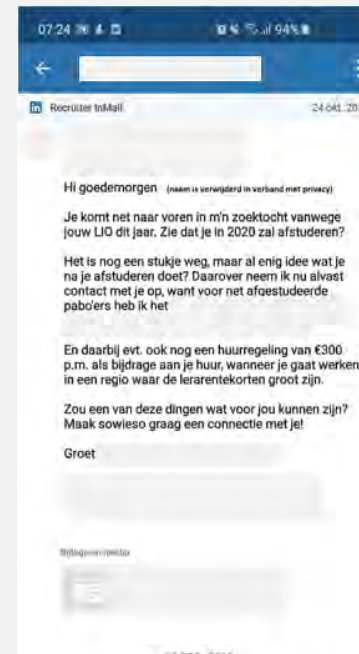 07:24 94%
Recruiter InMail 24 okt. 20
Hi goedemorgen (naam is verwijderd in verband met privacy)
Je komt net naar voren in m'n zoektocht vanwege
jouw LIO dit jaar. Zie dat je in 2020 zal afstuderen?
Het is nog een stukje weg, maar al enig idee wat je
na je afstuderen doet? Daarover neem ik nu alvast
contact met je op, want voor net afgestudeerde
pabo'ers heb ik het
En daarbij evt. ook nog een huurregeling van €300
p.m. als bijdrage aan je huur, wanneer je gaat werken
in een regio waar de lerarentekorten groot zijn.
Zou een van deze dingen wat voor jou kunnen zijn?
Maak sowieso graag een connectie met je!
Groet